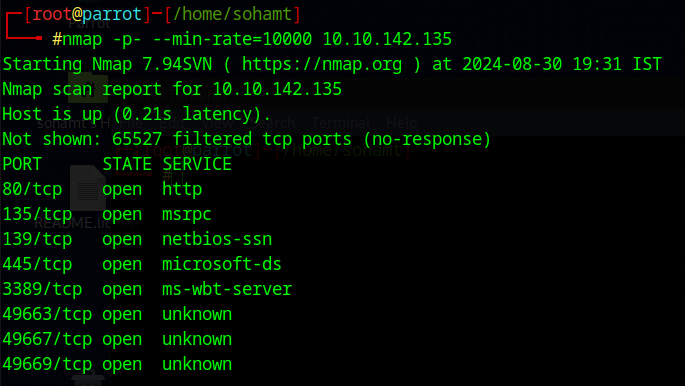 ┌─[root@parrot]─[/home/sohamt]
└──╼ #nmap -p- --min-rate=10000 10.10.142.135
Starting Nmap 7.94SVN ( https://nmap.org ) at 2024-08-30 19:31 IST
Nmap scan report for 10.10.142.135
Host is up (0.21s latency).
Not shown: 65527 filtered tcp ports (no-response)
PORT      STATE SERVICE
80/tcp    open  http
135/tcp   open  msrpc
139/tcp   open  netbios-ssn
445/tcp   open  microsoft-ds
3389/tcp  open  ms-wbt-server
49663/tcp open  unknown
49667/tcp open  unknown
49669/tcp open  unknown